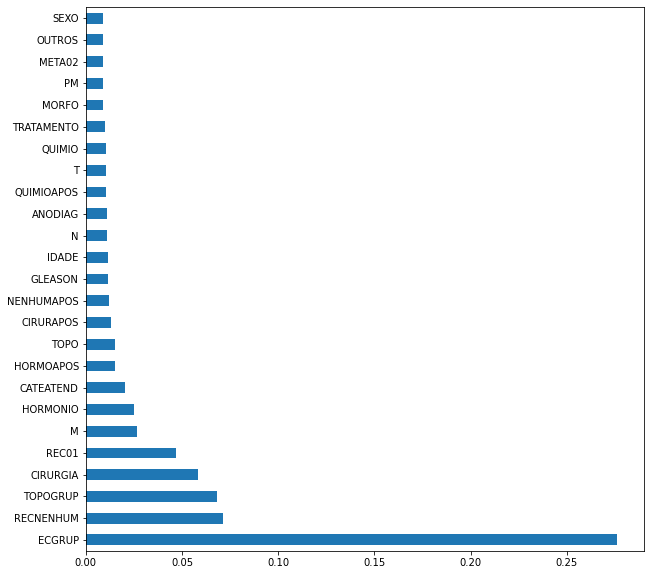 SEXO
OUTROS
META02
PM
MORFO
TRATAMENTO
QUIMIO
T
QUIMIOAPOS
ANODIAG
N
IDADE
GLEASON
NENHUMAPOS
CIRURAPOS
TOPO
HORMOAPOS
CATEATEND
HORMONIO
M
REC01
CIRURGIA
TOPOGRUP
RECNENHUM
ECGRUP
0.00 0.05 0.10 0.15 0.20 0.25